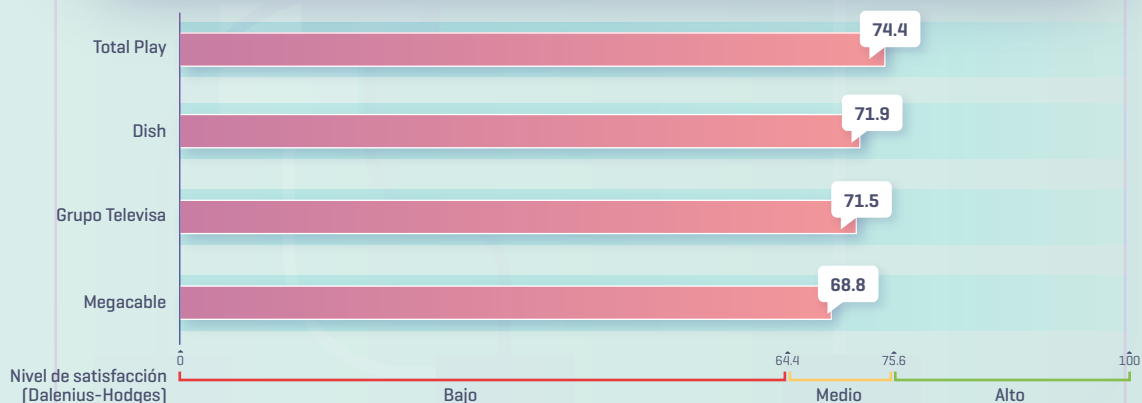 Total Play
74.4
Dish
71.9
Grupo Televisa
71.5
Megacable
68.8
0
64.4
75.6
100
Nivel de satisfacción
(Dalenius-Hodges)
Bajo
Medio
Alto